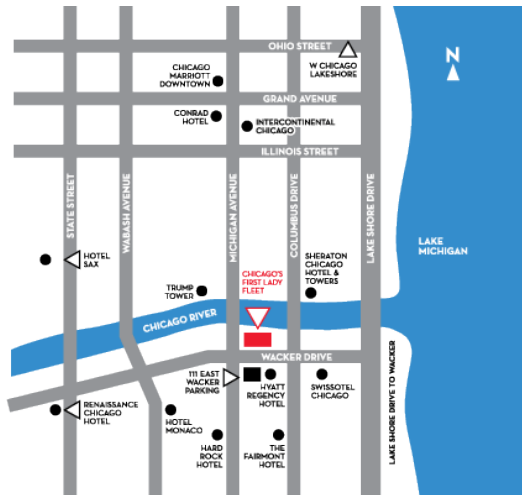 OHIO STREET
N
W CHICAGO
LAKESHORE
CHICAGO
MARRIOTT
DOWNTOWN
GRAND AVENUE
CONRAD
HOTEL
INTERCONTINENTAL
CHICAGO
ILLINOIS STREET
STATE STREET
WABASH AVENUE
MICHIGAN AVENUE
COLUMBUS DRIVE
LAKE SHORE DRIVE
LAKE
MICHIGAN
HOTEL
SAX
CHICAGO'S
FIRST LADY
FLEET
SHERATON
CHICAGO
HOTEL &
TOWERS
TRUMP
TOWER
CHICAGO RIVER
WACKER DRIVE
111 EAST
WACKER
PARKING
HYATT
REGENCY
HOTEL
SWISSOTEL
CHICAGO
LAKE SHORE DRIVE TO WACKER
RENAISSANCE
CHICAGO
HOTEL
HOTEL
MONACO
HARD
ROCK
HOTEL
THE
FAIRMONT
HOTEL